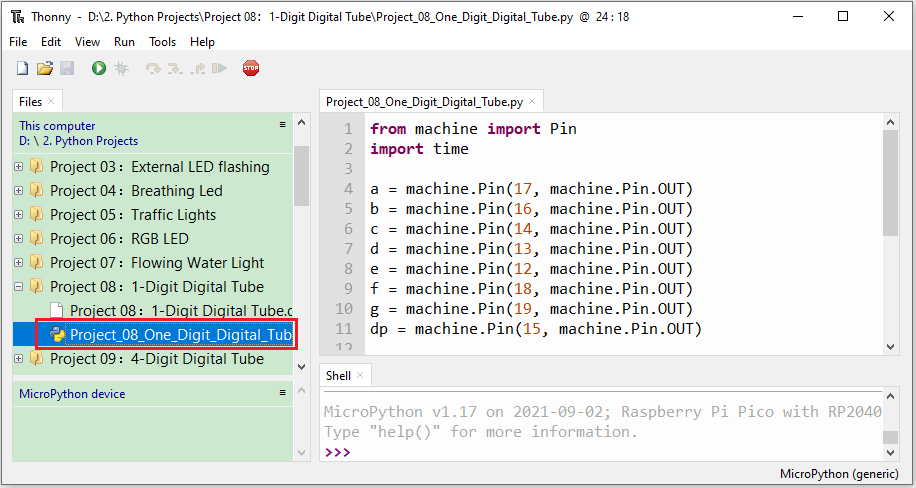 Thonny - D:\2. Python Projects\Project 08：1-Digit Digital Tube\Project_08_One_Digit_Digital_Tube.py @ 24 : 18
File Edit View Run Tools Help
STOP
Files ×
This computer
D: \ 2. Python Projects
Project 03：External LED flashing
Project 04：Breathing Led
Project 05：Traffic Lights
Project 06：RGB LED
Project 07：Flowing Water Light
Project 08：1-Digit Digital Tube
Project 08：1-Digit Digital Tube.c
Project_08_One_Digit_Digital_Tub
Project 09：4-Digit Digital Tube
MicroPython device
Project_08_One_Digit_Digital_Tube.py ×
1 from machine import Pin
2 import time
3
4 a = machine.Pin(17, machine.Pin.OUT)
5 b = machine.Pin(16, machine.Pin.OUT)
6 c = machine.Pin(14, machine.Pin.OUT)
7 d = machine.Pin(13, machine.Pin.OUT)
8 e = machine.Pin(12, machine.Pin.OUT)
9 f = machine.Pin(18, machine.Pin.OUT)
10 g = machine.Pin(19, machine.Pin.OUT)
11 dp = machine.Pin(15, machine.Pin.OUT)
12
Shell ×
MicroPython v1.17 on 2021-09-02; Raspberry Pi Pico with RP2040
Type "help()" for more information.
>>>
MicroPython (generic)